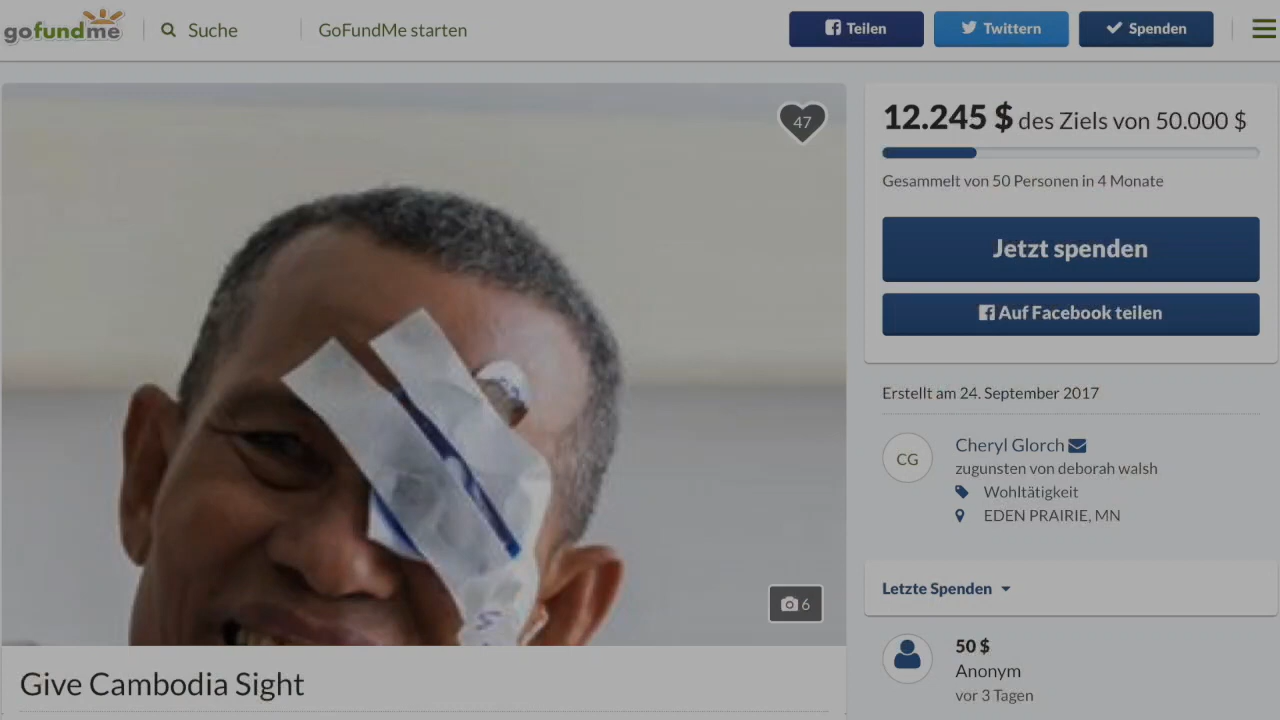 gofundme
Suche
GoFundMe starten
Teilen
Twittern
Spenden
47
12.245 $ des Ziels von 50.000 $
Gesammelt von 50 Personen in 4 Monate
Jetzt spenden
Auf Facebook teilen
Erstellt am 24. September 2017
CG
Cheryl Glorch
zugunsten von deborah walsh
Wohltätigkeit
EDEN PRAIRIE, MN
6
Letzte Spenden
50 $
Anonym
vor 3 Tagen
Give Cambodia Sight